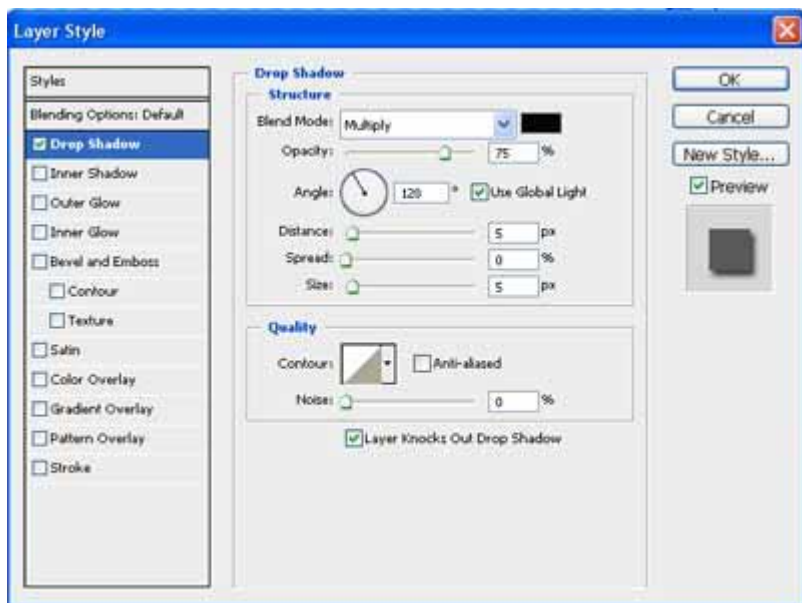 Layer Style
Styles
Blending Options: Default
Drop Shadow
Inner Shadow
Outer Glow
Inner Glow
Bevel and Emboss
Contour
Texture
Satin
Color Overlay
Gradient Overlay
Pattern Overlay
Stroke
Drop Shadow
Structure
Blend Mode: Multiply
Opacity: 75 %
Angle: 120 ° Use Global Light
Distance: 5 px
Spread: 0 %
Size: 5 px
Quality
Contour: Anti-aliased
Noise: 0 %
Layer Knocks Out Drop Shadow
OK
Cancel
New Style...
Preview